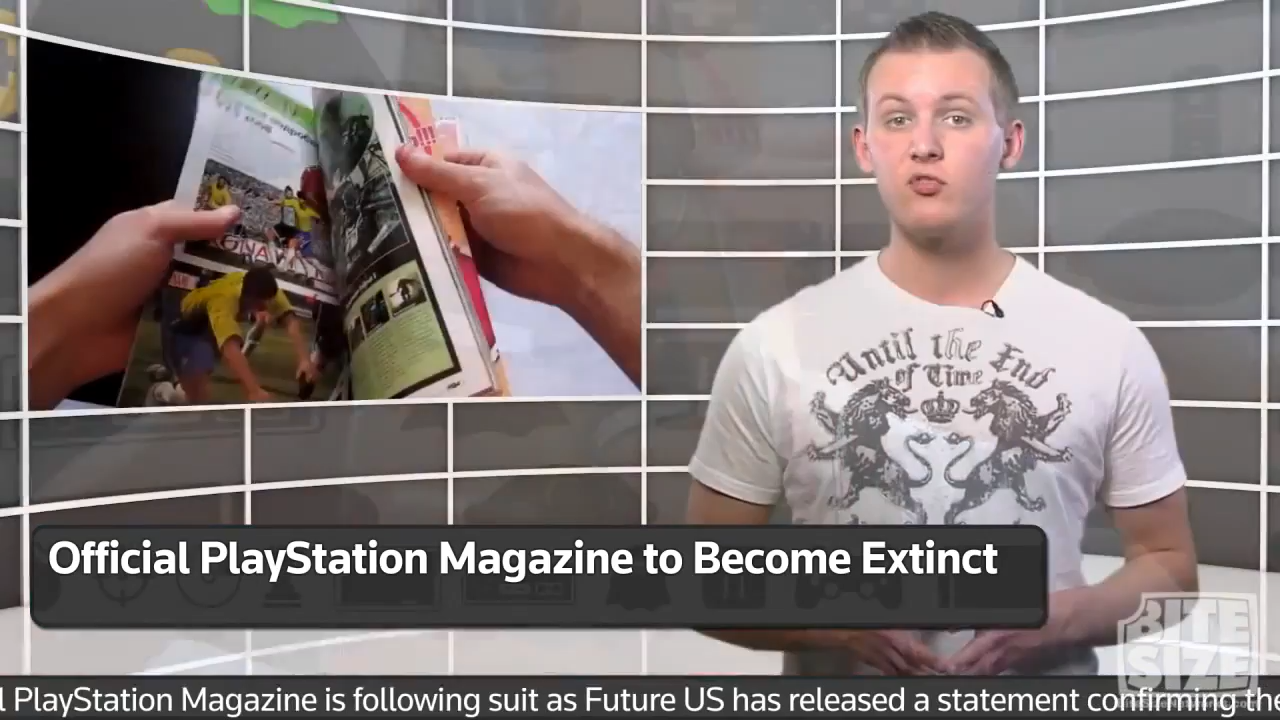 Until the End
of Time
Official PlayStation Magazine to Become Extinct
BITE
SIZE
l PlayStation Magazine is following suit as Future US has released a statement confirming the